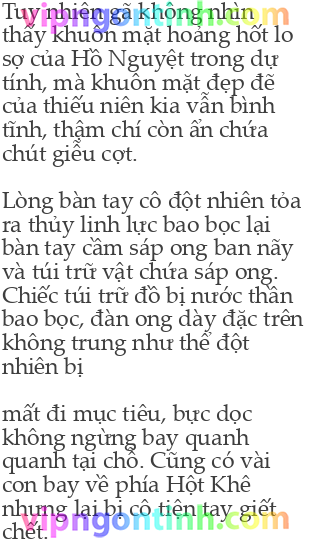 Tuy nhiên gã không nhìn
vipngontinh.com
thấy khuôn mặt hoảng hốt lo
sợ của Hồ Nguyệt trong dự
tính, mà khuôn mặt đẹp đẽ
của thiếu niên kia vẫn bình
tĩnh, thậm chí còn ẩn chứa
chút giễu cợt.
Lòng bàn tay cô đột nhiên tỏa
ra thủy linh lực bao bọc lại
bàn tay cầm sáp ong ban nãy
và túi trữ vật chứa sáp ong.
Chiếc túi trữ đồ bị nước thần
bao bọc, đàn ong dày đặc trên
không trung như thể đột
nhiên bị
mất đi mục tiêu, bực dọc
không ngừng bay quanh
quanh tại chỗ. Cũng có vài
con bay về phía Hột Khê
nhưng lại bị cô tiện tay giết
vipngontinh.com
chết.